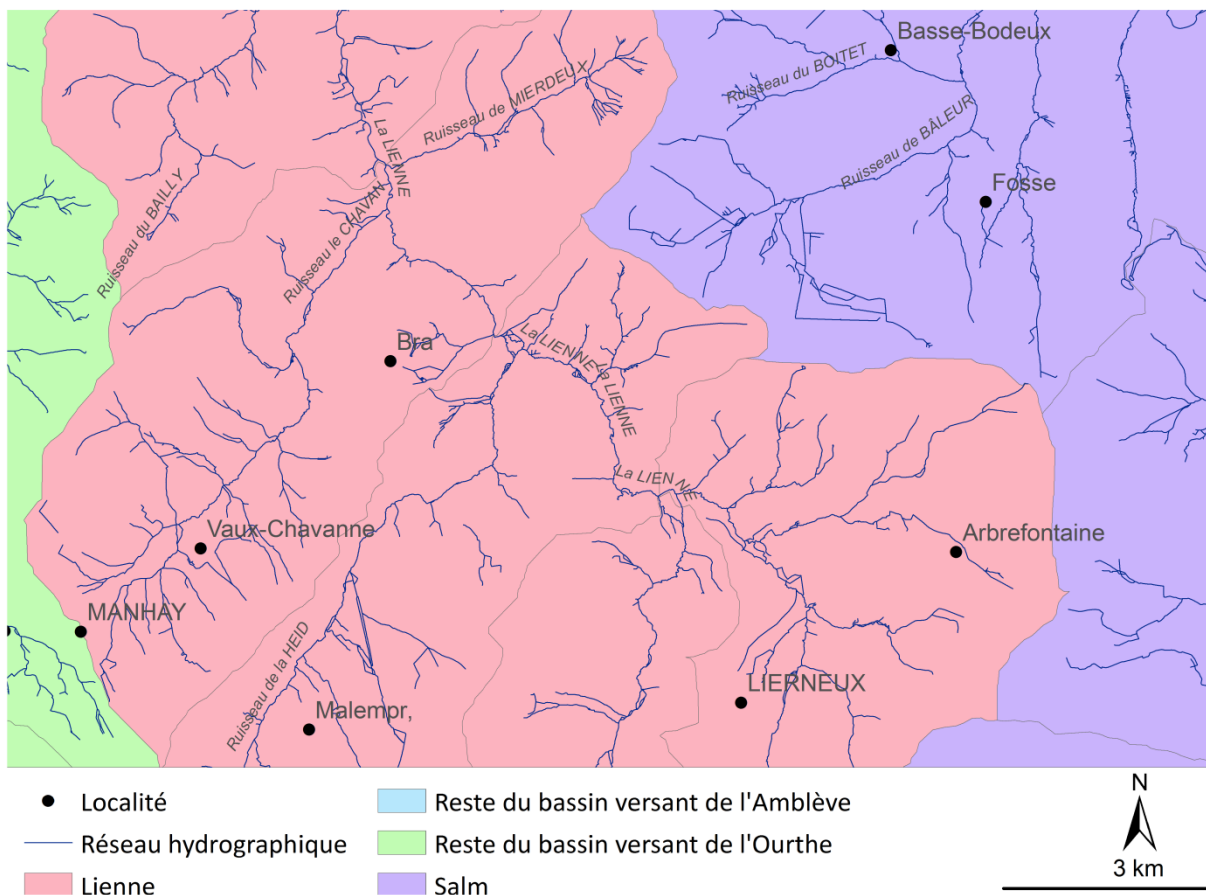 Basse-Bodeux
Ruisseau du BOITET
Ruisseau de MIERDEUX
La LIENNE
Ruisseau de BÂLEUR
Fosse
Ruisseau du BAILLY
Ruisseau le CHAVAN
Bra
La LIENNE
La LIENNE
La LIEN NE
Vaux-Chavanne
Arbrefontaine
MANHAY
Ruisseau de la HEID
LIERNEUX
Malempr,
Localité
Réseau hydrographique
Lienne
Reste du bassin versant de l'Amblève
Reste du bassin versant de l'Ourthe
Salm
N
3 km